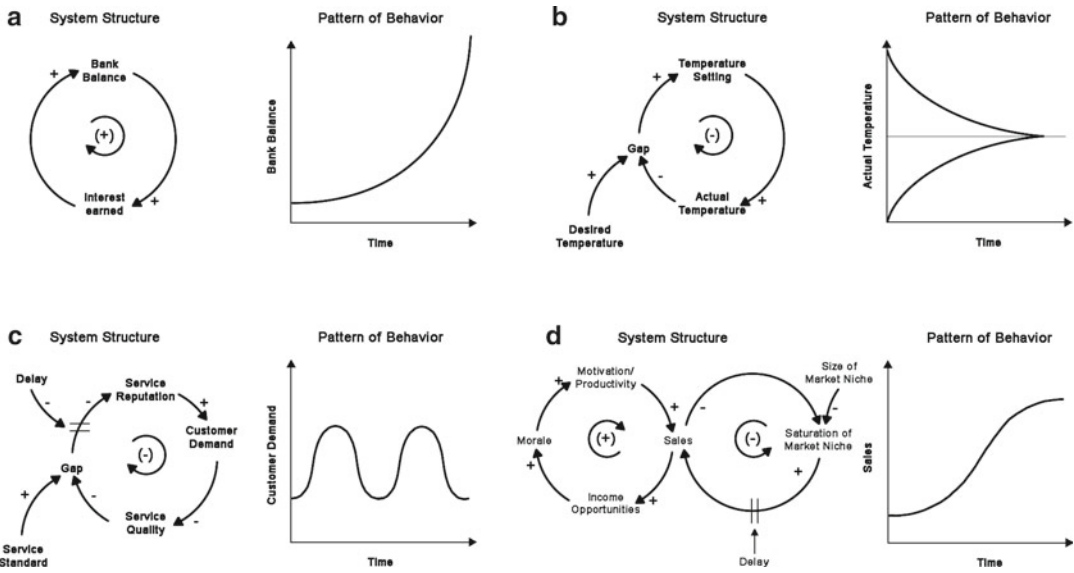 a
System Structure
Pattern of Behavior
+
Bank
Balance
(+)
Interest
earned
+
Bank Balance
Time
b
System Structure
Pattern of Behavior
+
Temperature
Setting
(-)
Gap
+
-
Actual
Temperature
+
Desired
Temperature
Actual Temperature
Time
c
System Structure
Pattern of Behavior
Delay
-
-
Service
Reputation
+
Customer
Demand
(-)
Gap
+
-
Service
Quality
-
Service
Standard
Customer Demand
Time
d
System Structure
Pattern of Behavior
Motivation/
Productivity
+
+
-
Size of
Market Niche
-
Morale
(+)
Sales
(-)
Saturation of
Market Niche
+
+
Income
Opportunities
+
Delay
Sales
Time